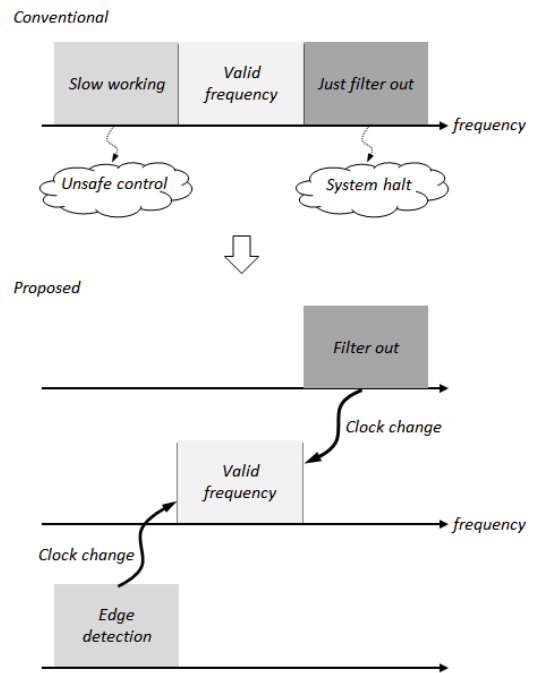 Conventional
Slow working
Valid
frequency
Just filter out
frequency
Unsafe control
System halt
Proposed
Filter out
Clock change
Valid
frequency
frequency
Clock change
Edge
detection